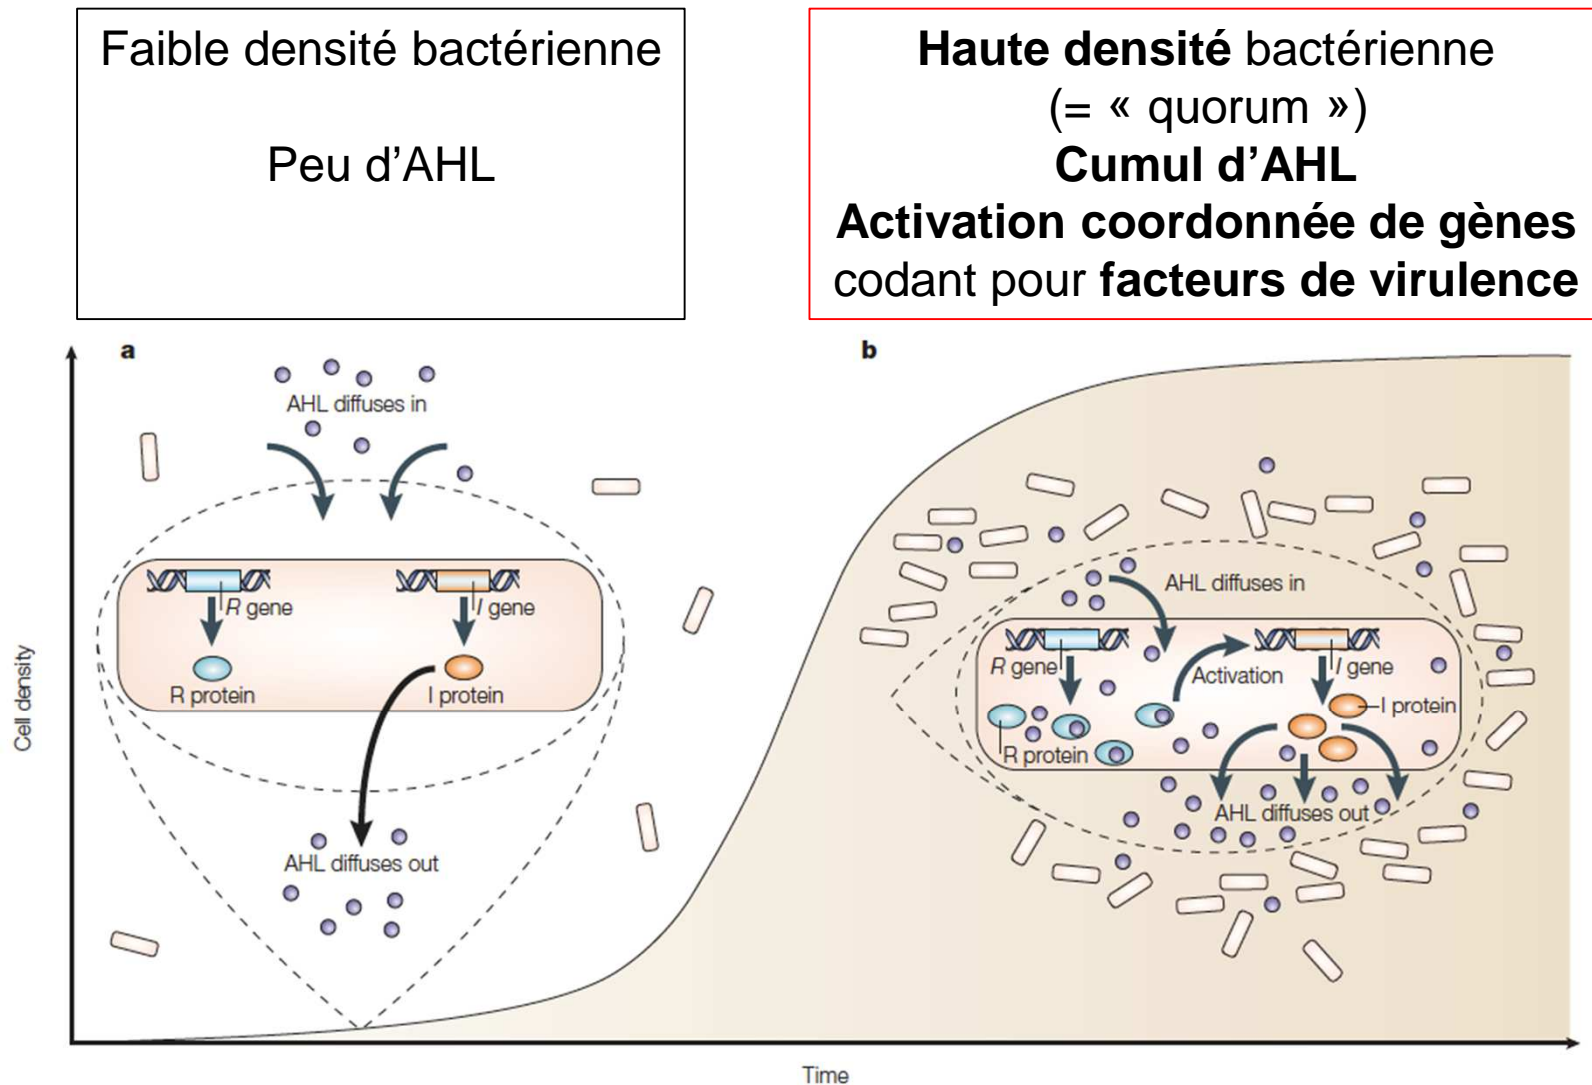 Faible densité bactérienne
Peu d’AHL
Haute densité bactérienne
(= « quorum »)
Cumul d’AHL
Activation coordonnée de gènes
codant pour facteurs de virulence
a
AHL diffuses in
R gene
I gene
R protein
I protein
AHL diffuses out
b
AHL diffuses in
R gene
Activation
I gene
I protein
R protein
AHL diffuses out
Cell density
Time